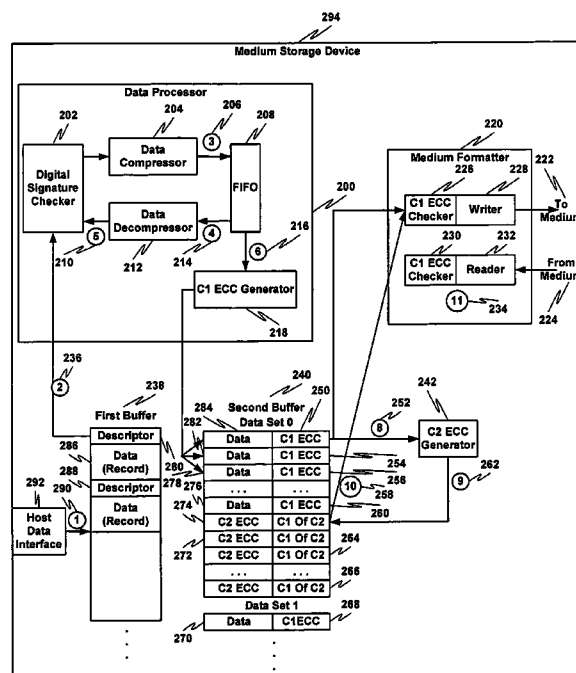 294
Medium Storage Device
Data Processor
202
204
206
208
Data
Compressor
3
Digital
Signature
Checker
FIFO
Data
Decompressor
5
4
210
212
214
216
6
200
C1 ECC Generator
218
220
Medium Formatter
222
226
228
C1 ECC
Checker
Writer
To
Medium
230
232
C1 ECC
Checker
Reader
From
Medium
11
234
224
236
2
238
First Buffer
Descriptor
286
Data
(Record)
280
288
Descriptor
292
290
Data
(Record)
Host
Data
Interface
1
240
250
284
Second Buffer
282
Data Set 0
Data
C1 ECC
Data
C1 ECC
278
Data
C1 ECC
276
. . .
. . .
Data
C1 ECC
274
C2 ECC
C1 Of C2
272
C2 ECC
C1 Of C2
C2 ECC
C1 Of C2
. . .
. . .
C2 ECC
C1 Of C2
Data Set 1
Data
C1ECC
270
252
8
242
C2 ECC
Generator
254
256
10
258
260
9
262
264
266
268